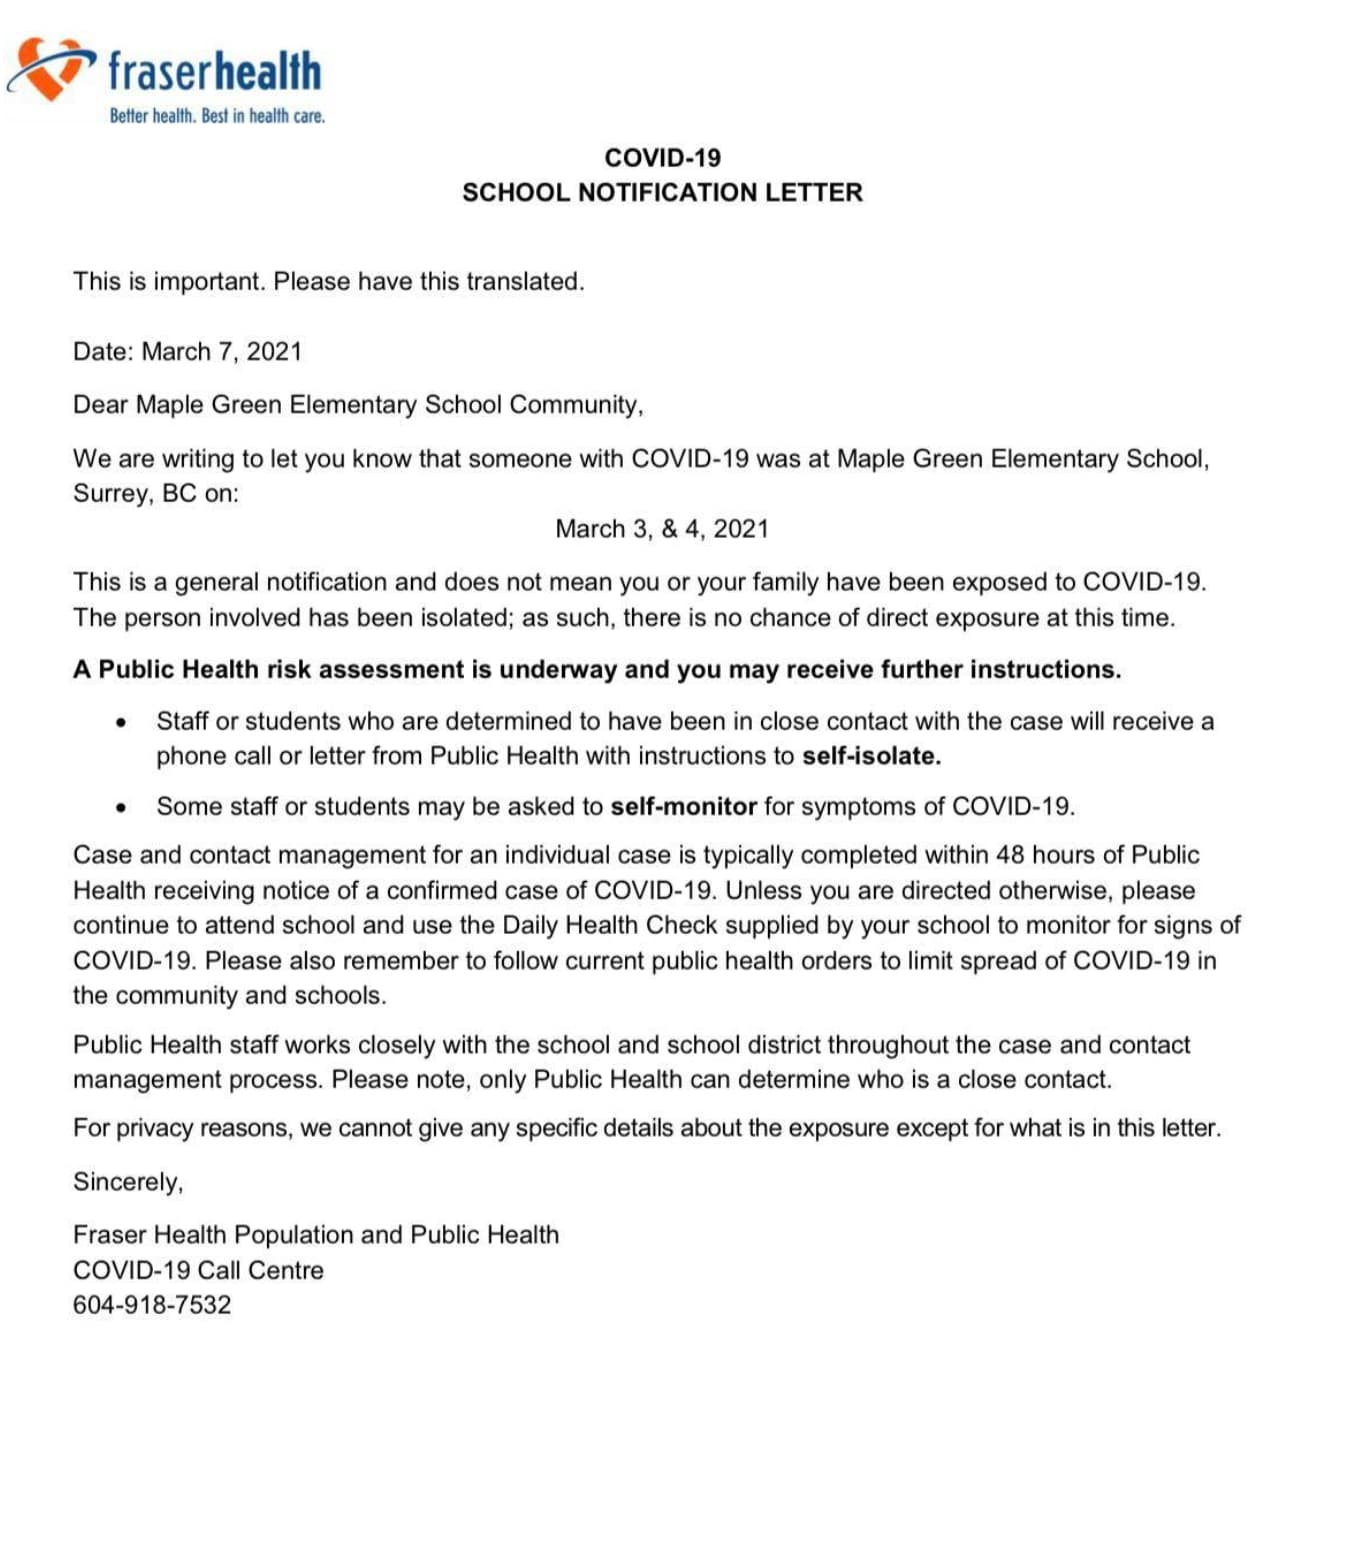 fraserhealth
Better health. Best in health care.
COVID-19
SCHOOL NOTIFICATION LETTER
This is important. Please have this translated.
Date: March 7, 2021
Dear Maple Green Elementary School Community,
We are writing to let you know that someone with COVID-19 was at Maple Green Elementary School,
Surrey, BC on:
March 3, & 4, 2021
This is a general notification and does not mean you or your family have been exposed to COVID-19.
The person involved has been isolated; as such, there is no chance of direct exposure at this time.
A Public Health risk assessment is underway and you may receive further instructions.
• Staff or students who are determined to have been in close contact with the case will receive a
phone call or letter from Public Health with instructions to self-isolate.
• Some staff or students may be asked to self-monitor for symptoms of COVID-19.
Case and contact management for an individual case is typically completed within 48 hours of Public
Health receiving notice of a confirmed case of COVID-19. Unless you are directed otherwise, please
continue to attend school and use the Daily Health Check supplied by your school to monitor for signs of
COVID-19. Please also remember to follow current public health orders to limit spread of COVID-19 in
the community and schools.
Public Health staff works closely with the school and school district throughout the case and contact
management process. Please note, only Public Health can determine who is a close contact.
For privacy reasons, we cannot give any specific details about the exposure except for what is in this letter.
Sincerely,
Fraser Health Population and Public Health
COVID-19 Call Centre
604-918-7532